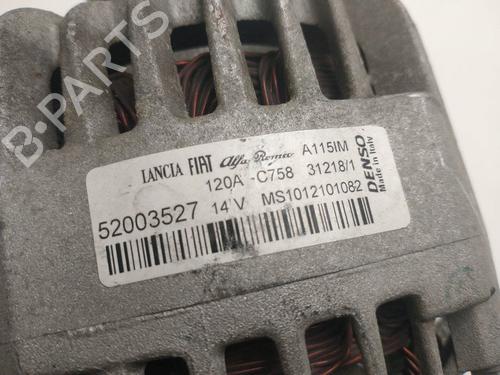 B-PARTS
LANCIA FIAT Alfa Romeo A115IM
120A -C758 31218/1
52003527 14 V MS1012101082
DENSO
Made in Italy